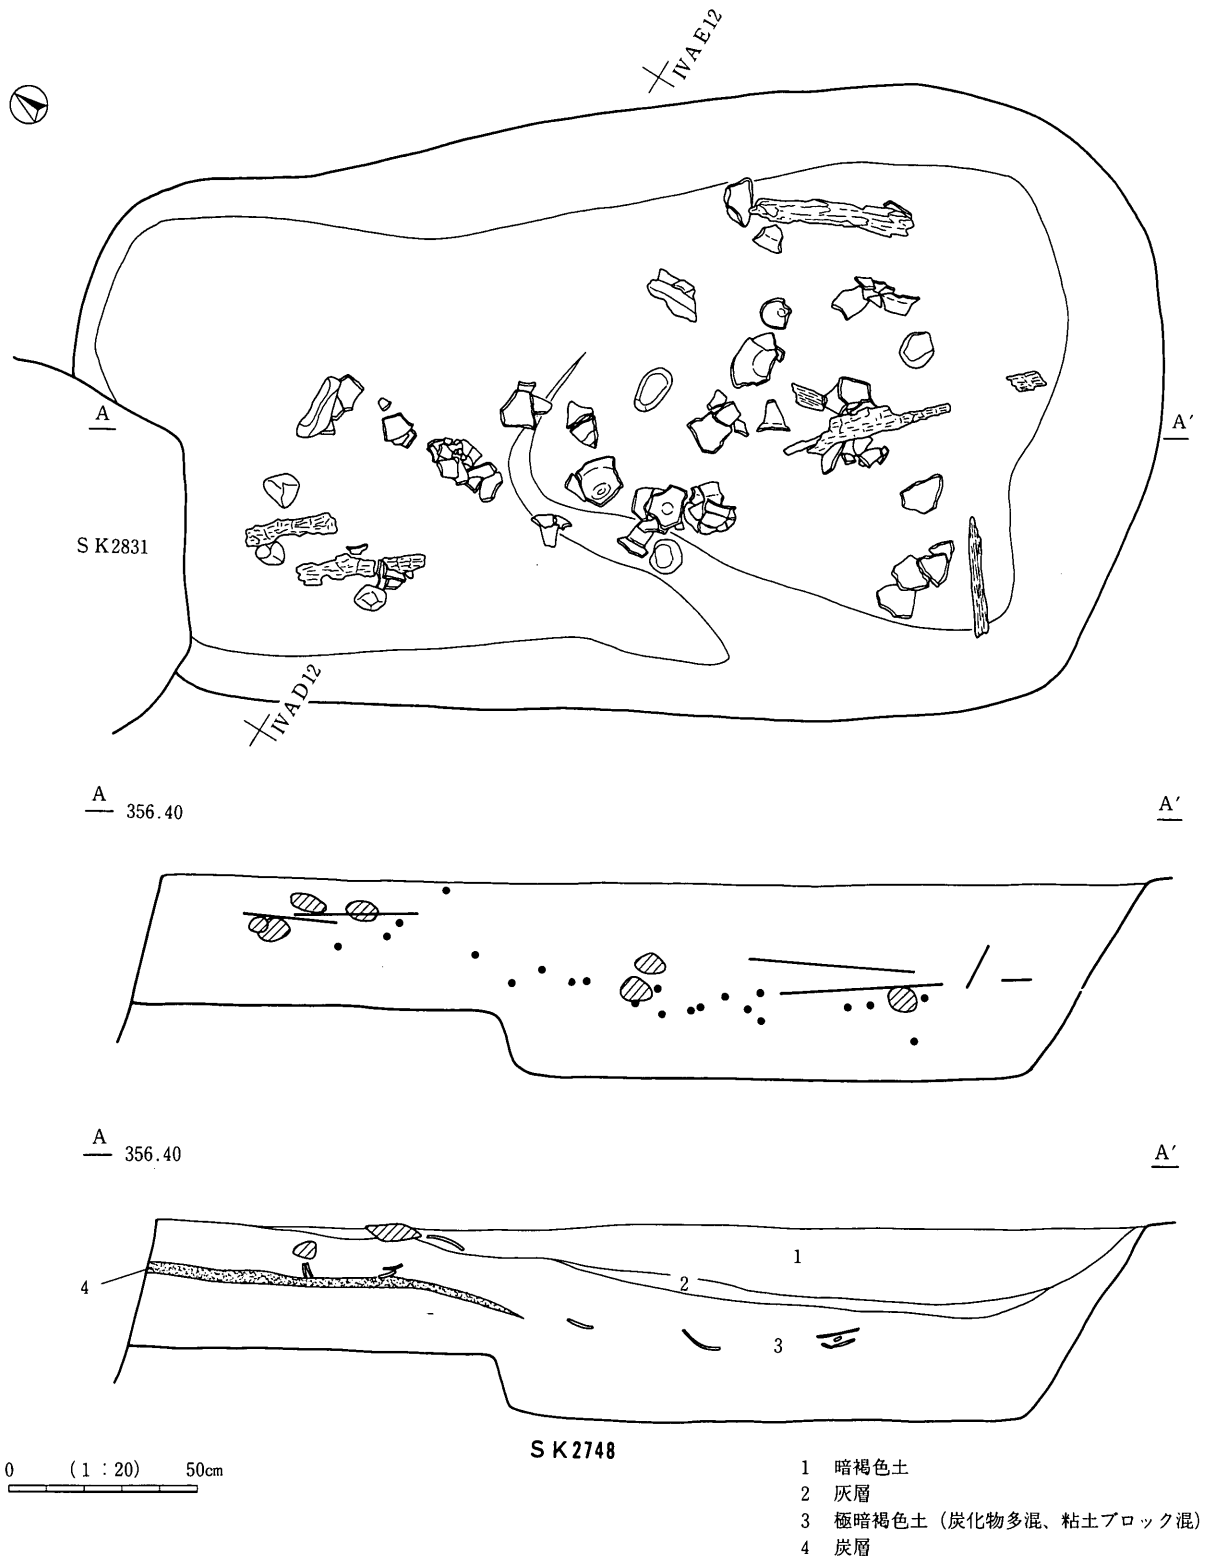 IVAE12
A
A′
SK2831
IVAD12
A 356.40
A′
A 356.40
A′
1
2
4
3
SK2748
0 (1:20) 50cm
1 暗褐色土
2 灰層
3 極暗褐色土(炭化物多混、粘土ブロック混)
4 炭層